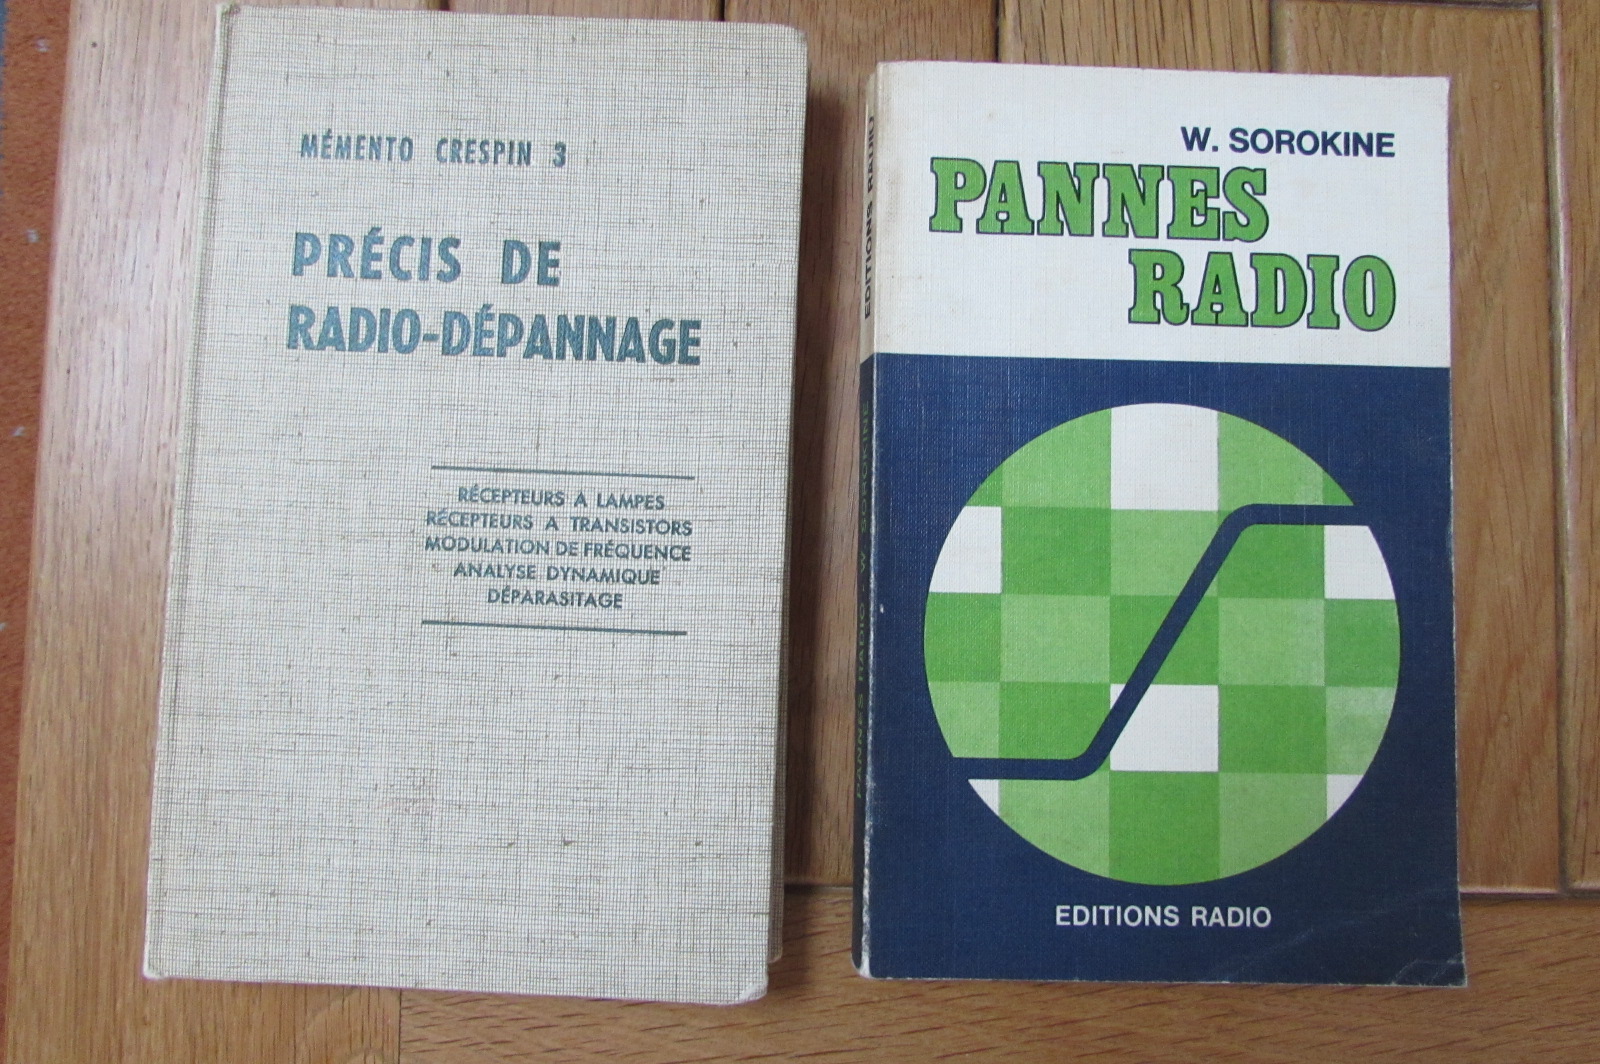 MÉMENTO CRESPIN 3
PRÉCIS DE
RADIO-DÉPANNAGE
RÉCEPTEURS A LAMPES
RÉCEPTEURS A TRANSISTORS
MODULATION DE FRÉQUENCE
ANALYSE DYNAMIQUE
DÉPARASITAGE
EDITIONS RADIO
PANNES RADIO - W. SOROKINE
W. SOROKINE
PANNES
RADIO
EDITIONS RADIO